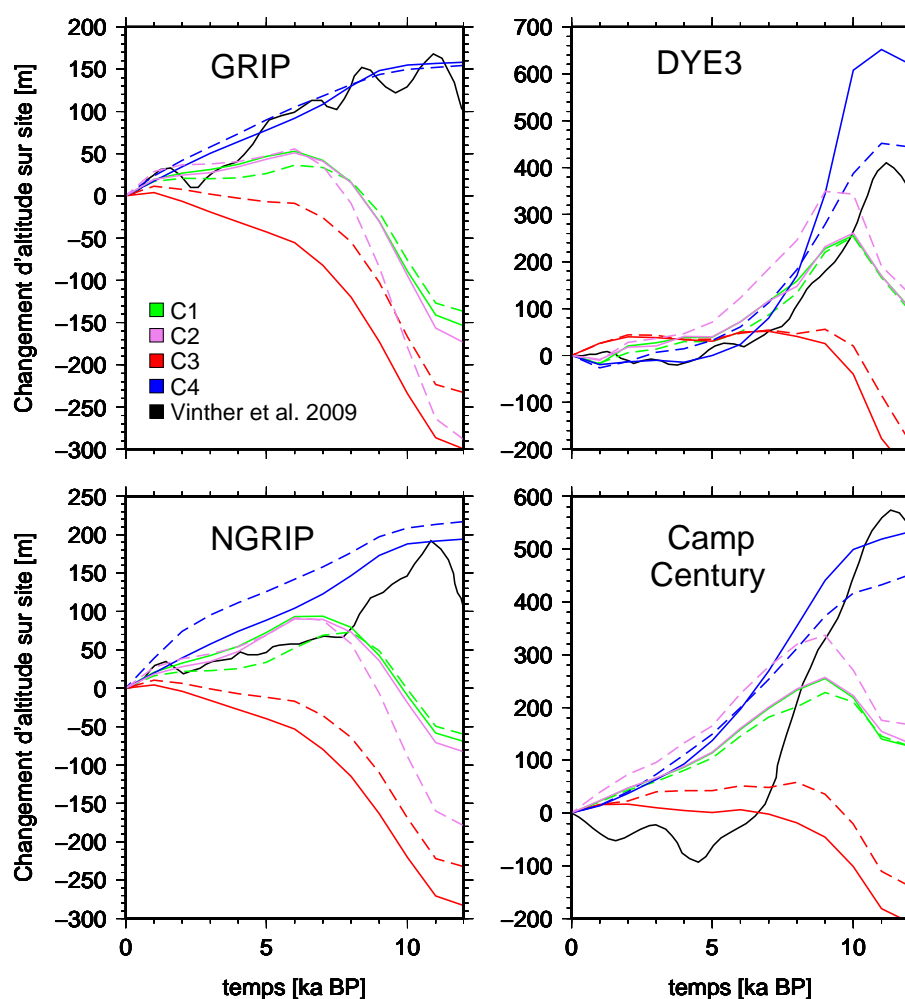 GRIP
200
150
100
50
0
−50
−100
−150
−200
−250
−300
Changement d'altitude sur site [m]
C1
C2
C3
C4
Vinther et al. 2009
DYE3
700
600
500
400
300
200
100
0
−100
−200
NGRIP
250
200
150
100
50
0
−50
−100
−150
−200
−250
−300
Changement d'altitude sur site [m]
0 5 10
temps [ka BP]
Camp
Century
600
500
400
300
200
100
0
−100
−200
0 5 10
temps [ka BP]